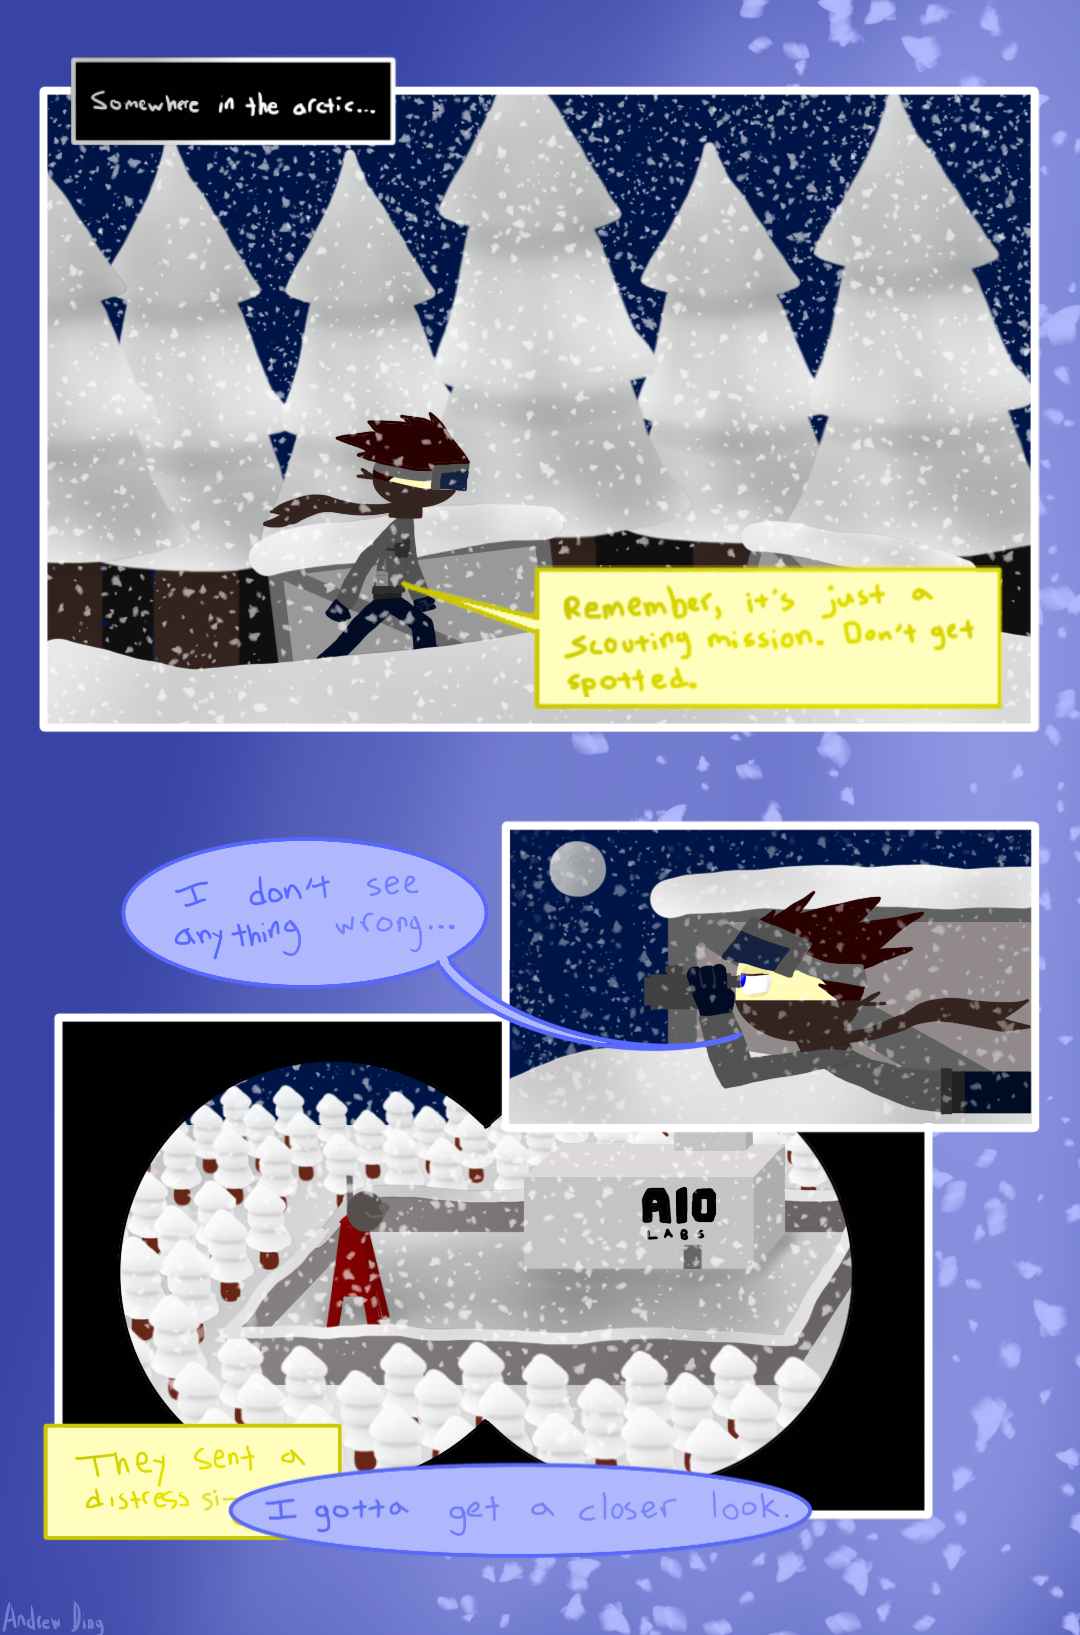 Somewhere in the arctic...
Remember, it's just a
scouting mission. Don't get
spotted.
I don't see
anything wrong...
A10
LABS
They sent a
distress si-
I gotta get a closer look.
Andrew Ding